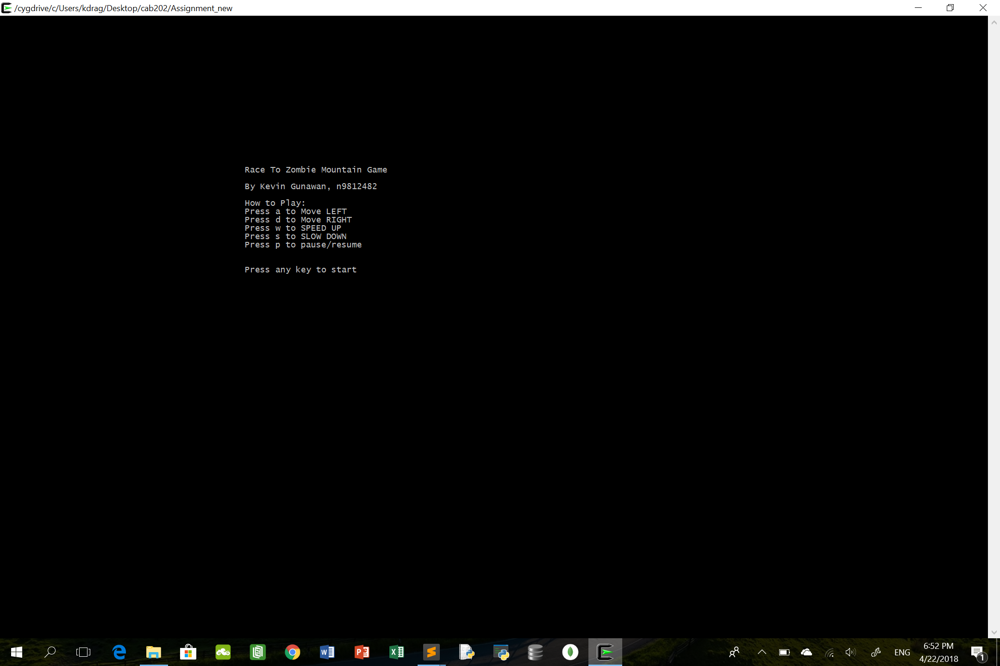 /cygdrive/c/Users/kdrag/Desktop/cab202/Assignment_new
Race To Zombie Mountain Game
By Kevin Gunawan, n9812482
How to Play:
Press a to Move LEFT
Press d to Move RIGHT
Press w to SPEED UP
Press s to SLOW DOWN
Press p to pause/resume
Press any key to start
ENG
6:52 PM
4/22/2018
1